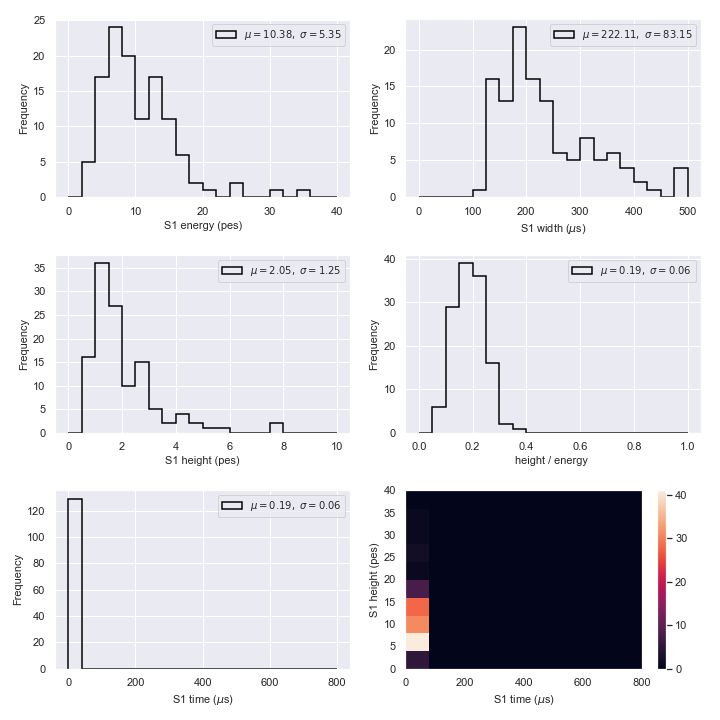 25
20
15
10
5
0
Frequency
μ = 10.38, σ = 5.35
0 10 20 30 40
S1 energy (pes)
20
15
10
5
0
Frequency
μ = 222.11, σ = 83.15
0 100 200 300 400 500
S1 width (μs)
35
30
25
20
15
10
5
0
Frequency
μ = 2.05, σ = 1.25
0 2 4 6 8 10
S1 height (pes)
40
30
20
10
0
Frequency
μ = 0.19, σ = 0.06
0.0 0.2 0.4 0.6 0.8 1.0
height / energy
120
100
80
60
40
20
0
Frequency
μ = 0.19, σ = 0.06
0 200 400 600 800
S1 time (μs)
40
35
30
25
20
15
10
5
0
S1 height (pes)
0 200 400 600 800
S1 time (μs)
40
30
20
10
0